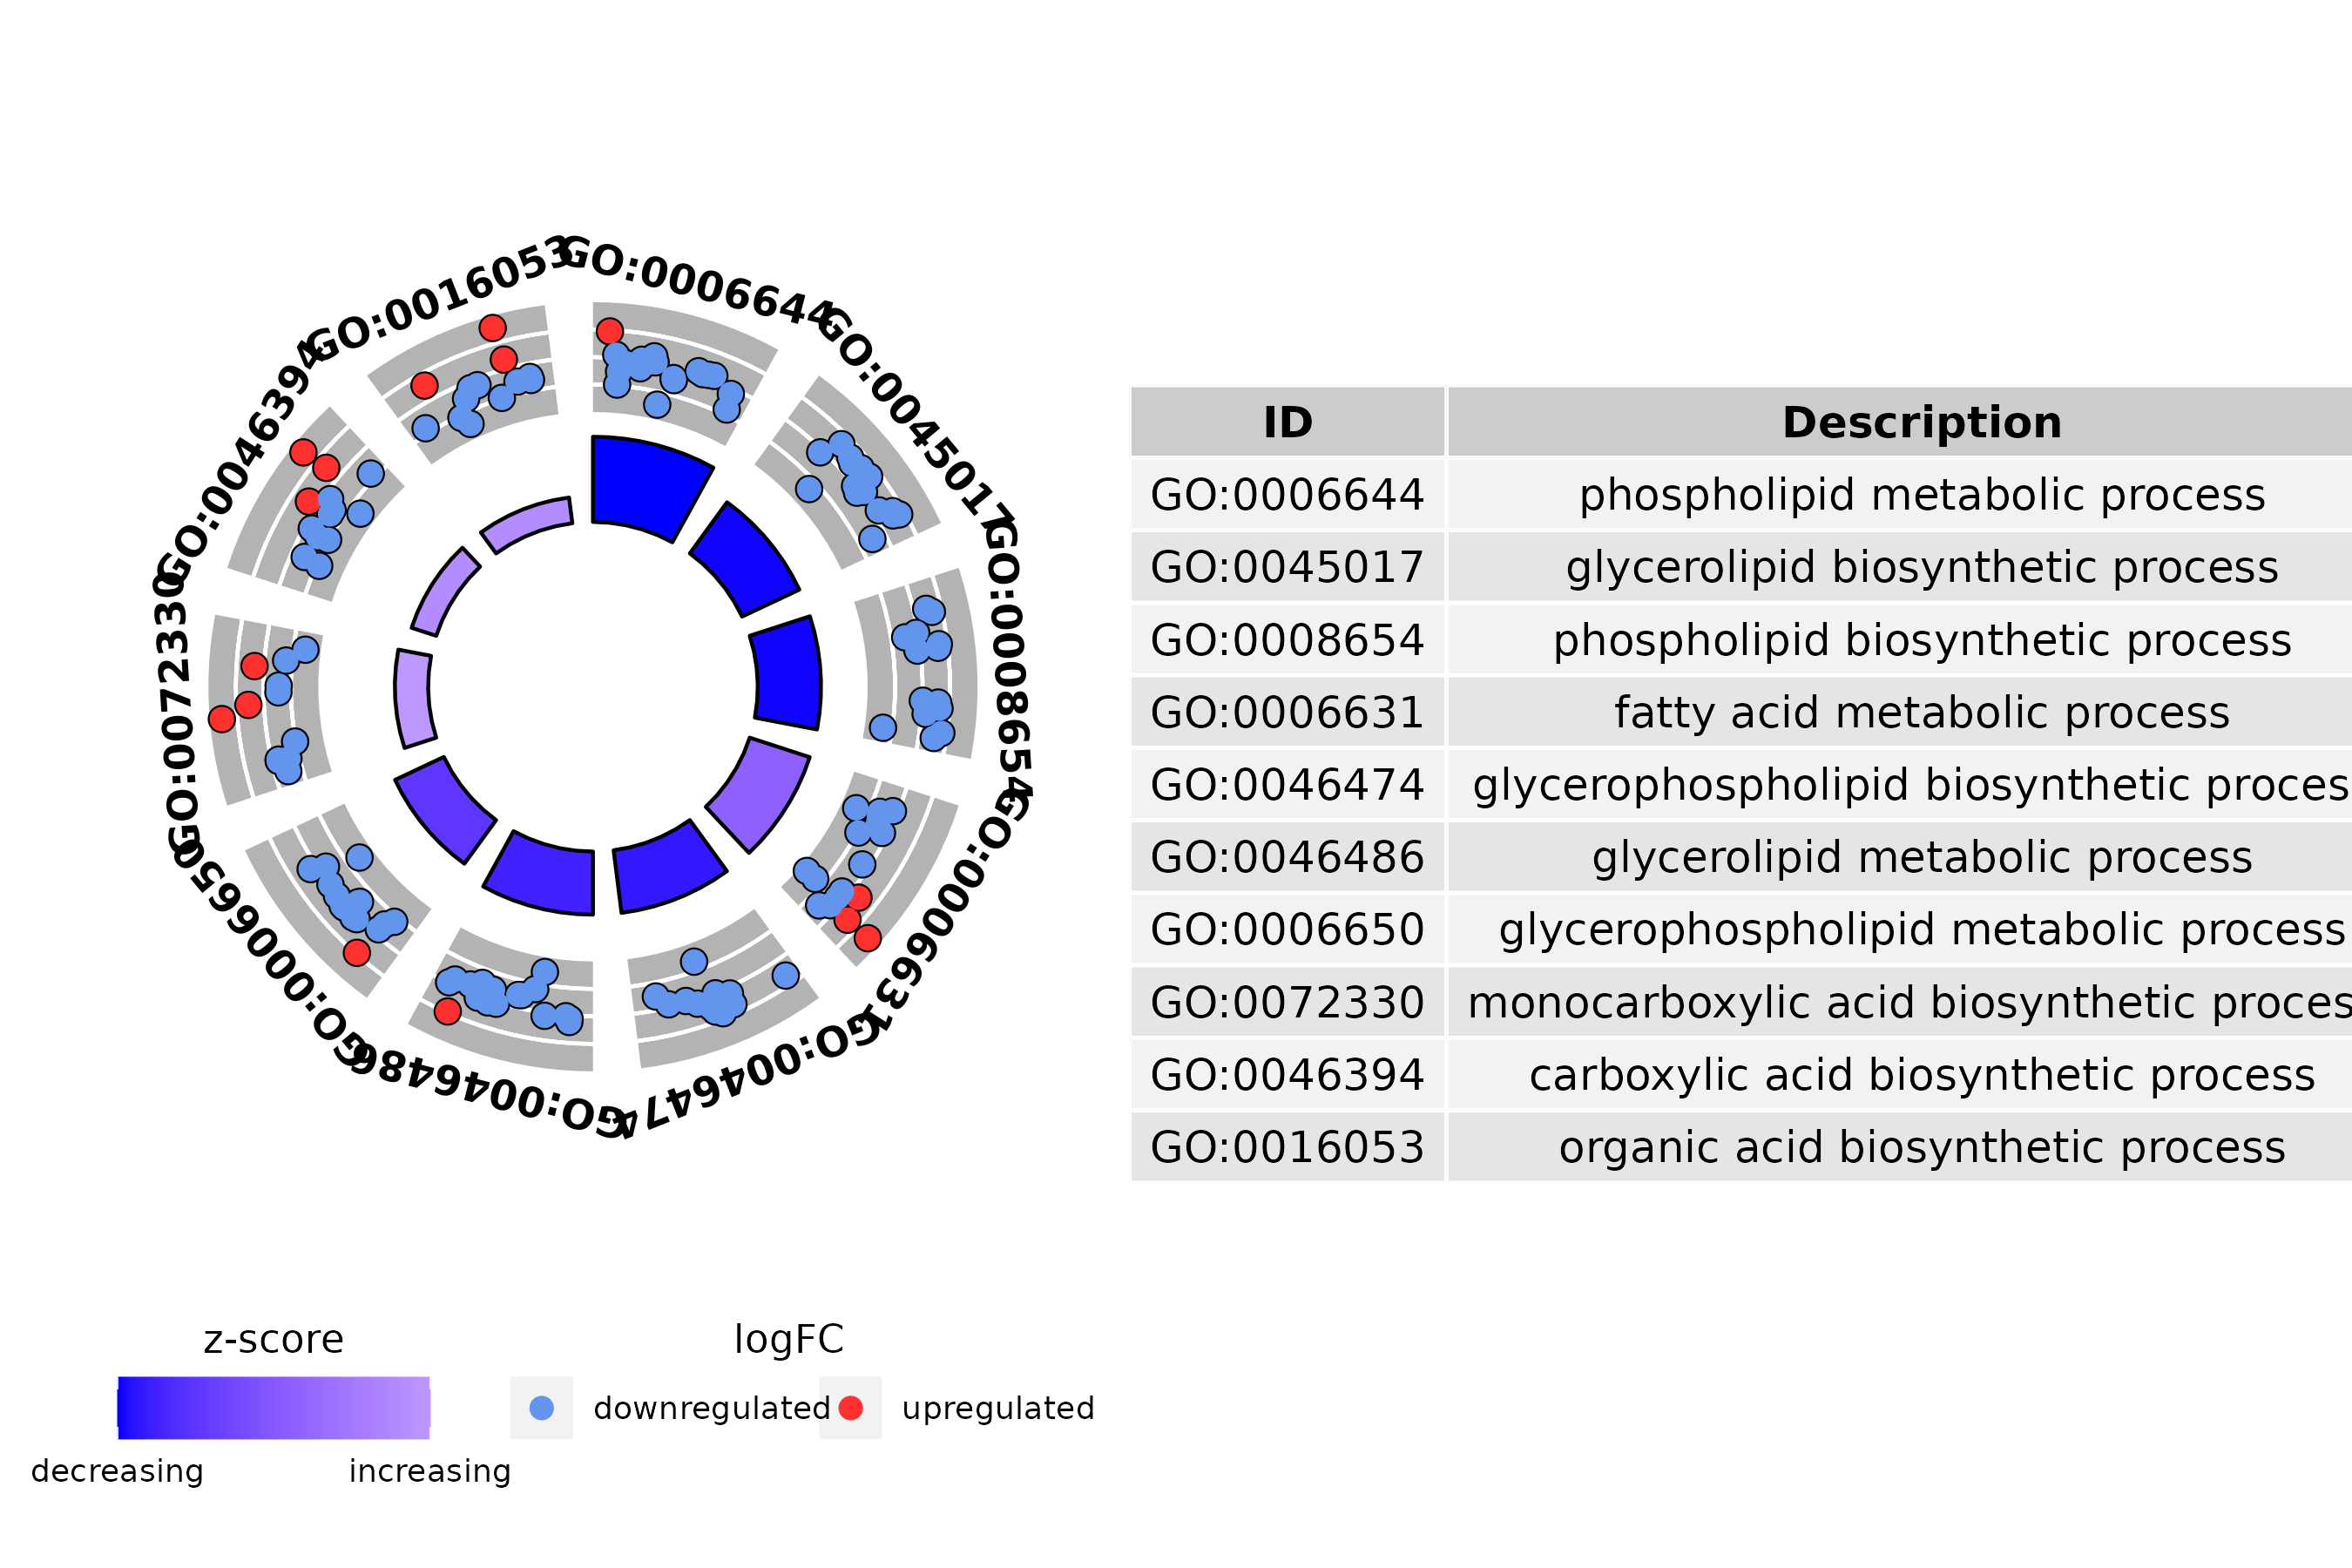 GO:0006644
GO:0045017
GO:0008654
GO:0006631
GO:0046474
GO:0046486
GO:0006650
GO:0072330
GO:0046394
GO:0016053
ID Description
GO:0006644 phospholipid metabolic process
GO:0045017 glycerolipid biosynthetic process
GO:0008654 phospholipid biosynthetic process
GO:0006631 fatty acid metabolic process
GO:0046474 glycerophospholipid biosynthetic proces
GO:0046486 glycerolipid metabolic process
GO:0006650 glycerophospholipid metabolic process
GO:0072330 monocarboxylic acid biosynthetic proces
GO:0046394 carboxylic acid biosynthetic process
GO:0016053 organic acid biosynthetic process
z-score
decreasing increasing
logFC
downregulated upregulated